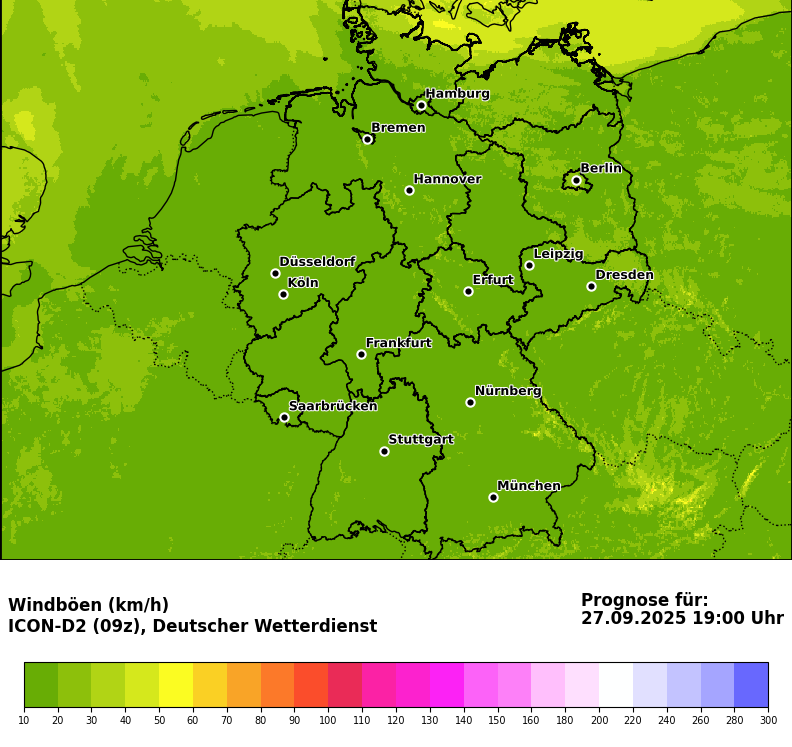 Hamburg
Bremen
Berlin
Hannover
Leipzig
Düsseldorf
Dresden
Köln
Erfurt
Frankfurt
Nürnberg
Saarbrücken
Stuttgart
München
Windböen (km/h)
ICON-D2 (09z), Deutscher Wetterdienst
Prognose für:
27.09.2025 19:00 Uhr
10 20 30 40 50 60 70 80 90 100 110 120 130 140 150 160 180 200 220 240 260 280 300